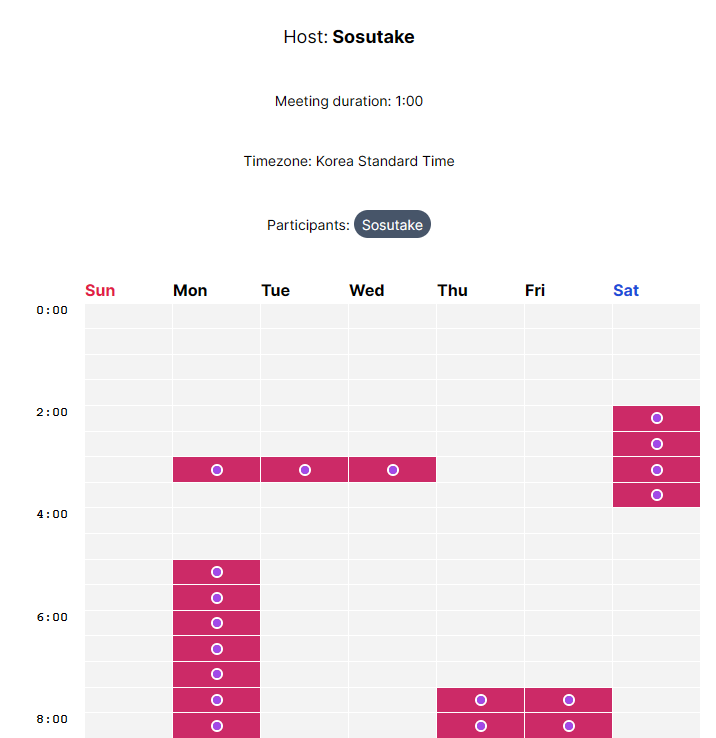 Host: Sosutake
Meeting duration: 1:00
Timezone: Korea Standard Time
Participants: Sosutake
Sun Mon Tue Wed Thu Fri Sat
0:00
2:00
4:00
6:00
8:00